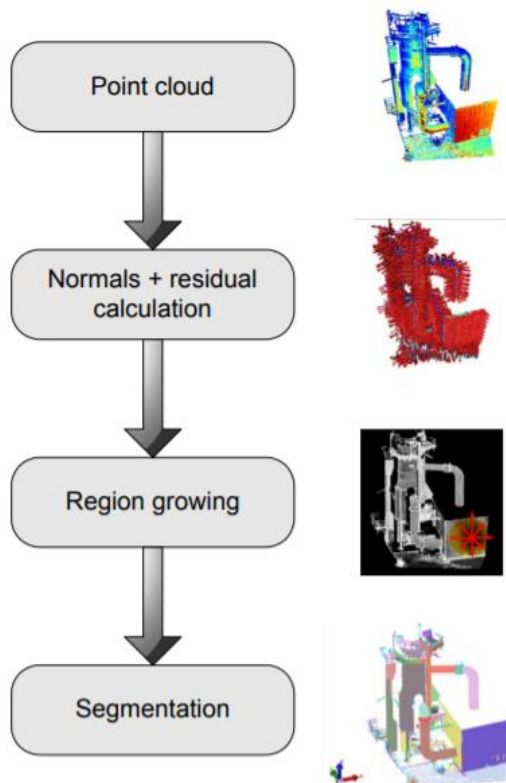 Point cloud
Normals + residual
calculation
Region growing
Segmentation